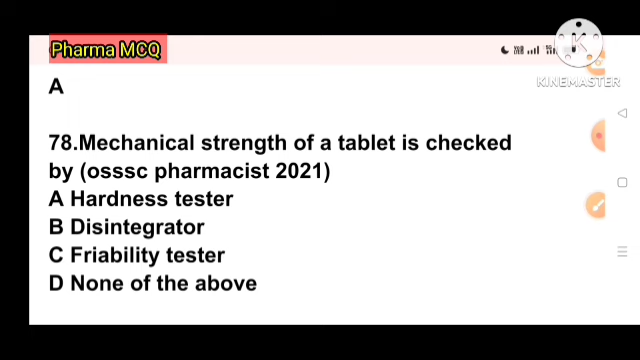 Pharma MCQ
KINEMASTER
A
78.Mechanical strength of a tablet is checked
by (osssc pharmacist 2021)
A Hardness tester
B Disintegrator
C Friability tester
D None of the above